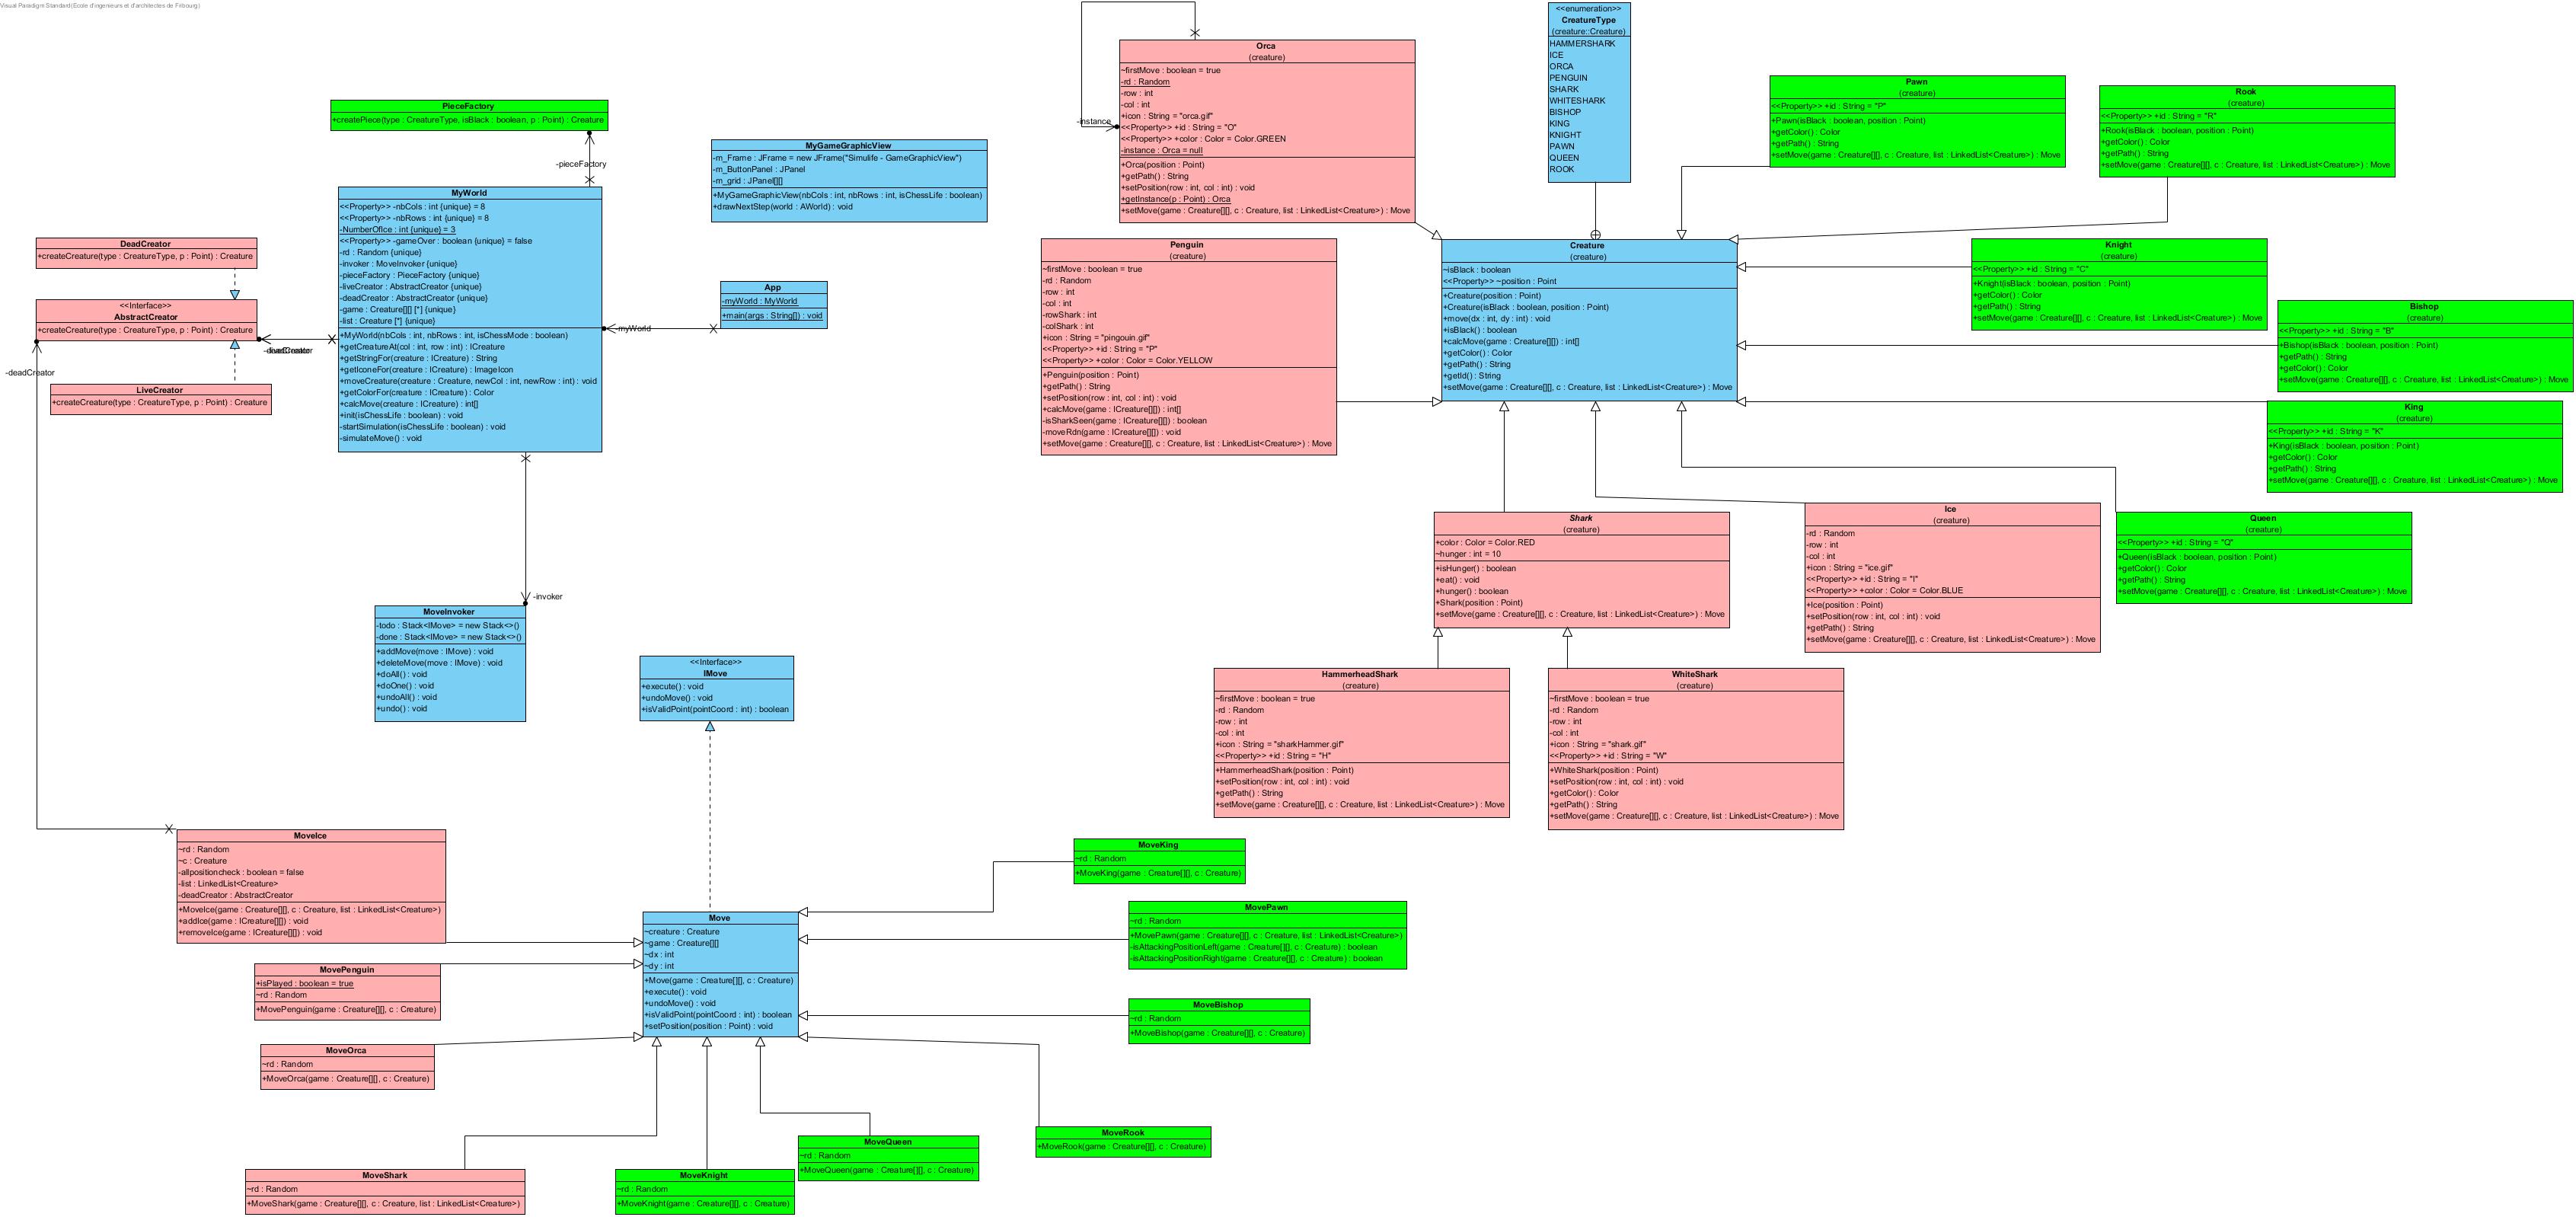 Visual Paradigm Standard(Ecole d'ingenieurs et d'architectes de Fribourg)
PieceFactory
+createPiece(type : CreatureType, isBlack : boolean, p : Point) : Creature
-pieceFactory
MyWorld
<<Property>> -nbCols : int {unique} = 8
<<Property>> -nbRows : int {unique} = 8
-NumberOfIce : int {unique} = 3
<<Property>> -gameOver : boolean {unique} = false
-rd : Random {unique}
-invoker : MoveInvoker {unique}
-pieceFactory : PieceFactory {unique}
-liveCreator : AbstractCreator {unique}
-deadCreator : AbstractCreator {unique}
-game : Creature[][] [*] {unique}
-list : Creature [*] {unique}
+MyWorld(nbCols : int, nbRows : int, isChessMode : boolean)
+getCreatureAt(col : int, row : int) : ICreature
+getStringFor(creature : ICreature) : String
+getIconeFor(creature : ICreature) : ImageIcon
+moveCreature(creature : Creature, newCol : int, newRow : int) : void
+getColorFor(creature : ICreature) : Color
+calcMove(creature : ICreature) : int[]
+init(isChessLife : boolean) : void
-startSimulation(isChessLife : boolean) : void
-simulateMove() : void
MyGameGraphicView
-m_Frame : JFrame = new JFrame("Simulife - GameGraphicView")
-m_ButtonPanel : JPanel
-m_grid : JPanel[][]
+MyGameGraphicView(nbCols : int, nbRows : int, isChessLife : boolean)
+drawNextStep(world : AWorld) : void
App
-myWorld : MyWorld
+main(args : String[]) : void
-myWorld
DeadCreator
+createCreature(type : CreatureType, p : Point) : Creature
<<Interface>>
AbstractCreator
+createCreature(type : CreatureType, p : Point) : Creature
-deadCreator
LiveCreator
+createCreature(type : CreatureType, p : Point) : Creature
-invoker
MoveInvoker
-todo : Stack<IMove> = new Stack<>()
-done : Stack<IMove> = new Stack<>()
+addMove(move : IMove) : void
+deleteMove(move : IMove) : void
+doAll() : void
+doOne() : void
+undoAll() : void
+undo() : void
<<Interface>>
IMove
+execute() : void
+undoMove() : void
+isValidPoint(pointCoord : int) : boolean
-instance
Orca
(creature)
~firstMove : boolean = true
-rd : Random
-row : int
-col : int
+icon : String = "orca.gif"
<<Property>> +id : String = "O"
<<Property>> +color : Color = Color.GREEN
-instance : Orca = null
+Orca(position : Point)
+getPath() : String
+setPosition(row : int, col : int) : void
+getInstance(p : Point) : Orca
+setMove(game : Creature[][], c : Creature, list : LinkedList<Creature>) : Move
<<enumeration>>
CreatureType
(creature::Creature)
HAMMERSHARK
ICE
ORCA
PENGUIN
SHARK
WHITESHARK
BISHOP
KING
KNIGHT
PAWN
QUEEN
ROOK
Pawn
(creature)
<<Property>> +id : String = "P"
+Pawn(isBlack : boolean, position : Point)
+getColor() : Color
+getPath() : String
+setMove(game : Creature[][], c : Creature, list : LinkedList<Creature>) : Move
Rook
(creature)
<<Property>> +id : String = "R"
+Rook(isBlack : boolean, position : Point)
+getColor() : Color
+getPath() : String
+setMove(game : Creature[][], c : Creature, list : LinkedList<Creature>) : Move
Penguin
(creature)
~firstMove : boolean = true
-rd : Random
-row : int
-col : int
-rowShark : int
-colShark : int
+icon : String = "pingouin.gif"
<<Property>> +id : String = "P"
<<Property>> +color : Color = Color.YELLOW
+Penguin(position : Point)
+getPath() : String
+setPosition(row : int, col : int) : void
+calcMove(game : ICreature[][]) : int[]
-isSharkSeen(game : ICreature[][]) : boolean
-moveRdn(game : ICreature[][]) : void
+setMove(game : Creature[][], c : Creature, list : LinkedList<Creature>) : Move
Creature
(creature)
~isBlack : boolean
<<Property>> ~position : Point
+Creature(position : Point)
+Creature(isBlack : boolean, position : Point)
+move(dx : int, dy : int) : void
+isBlack() : boolean
+calcMove(game : Creature[][]) : int[]
+getColor() : Color
+getPath() : String
+getId() : String
+setMove(game : Creature[][], c : Creature, list : LinkedList<Creature>) : Move
Knight
(creature)
<<Property>> +id : String = "C"
+Knight(isBlack : boolean, position : Point)
+getColor() : Color
+getPath() : String
+setMove(game : Creature[][], c : Creature, list : LinkedList<Creature>) : Move
Bishop
(creature)
<<Property>> +id : String = "B"
+Bishop(isBlack : boolean, position : Point)
+getPath() : String
+getColor() : Color
+setMove(game : Creature[][], c : Creature, list : LinkedList<Creature>) : Move
King
(creature)
<<Property>> +id : String = "K"
+King(isBlack : boolean, position : Point)
+getColor() : Color
+getPath() : String
+setMove(game : Creature[][], c : Creature, list : LinkedList<Creature>) : Move
Shark
(creature)
+color : Color = Color.RED
~hunger : int = 10
+isHunger() : boolean
+eat() : void
+hunger() : boolean
+Shark(position : Point)
+setMove(game : Creature[][], c : Creature, list : LinkedList<Creature>) : Move
Ice
(creature)
-rd : Random
-row : int
-col : int
+icon : String = "ice.gif"
<<Property>> +id : String = "I"
<<Property>> +color : Color = Color.BLUE
+Ice(position : Point)
+setPosition(row : int, col : int) : void
+getPath() : String
+setMove(game : Creature[][], c : Creature, list : LinkedList<Creature>) : Move
Queen
(creature)
<<Property>> +id : String = "Q"
+Queen(isBlack : boolean, position : Point)
+getColor() : Color
+getPath() : String
+setMove(game : Creature[][], c : Creature, list : LinkedList<Creature>) : Move
HammerheadShark
(creature)
~firstMove : boolean = true
-rd : Random
-row : int
-col : int
+icon : String = "sharkHammer.gif"
<<Property>> +id : String = "H"
+HammerheadShark(position : Point)
+setPosition(row : int, col : int) : void
+getPath() : String
+setMove(game : Creature[][], c : Creature, list : LinkedList<Creature>) : Move
WhiteShark
(creature)
~firstMove : boolean = true
-rd : Random
-row : int
-col : int
+icon : String = "shark.gif"
<<Property>> +id : String = "W"
+WhiteShark(position : Point)
+setPosition(row : int, col : int) : void
+getColor() : Color
+getPath() : String
+setMove(game : Creature[][], c : Creature, list : LinkedList<Creature>) : Move
MoveIce
~rd : Random
~c : Creature
-allpositioncheck : boolean = false
-list : LinkedList<Creature>
-deadCreator : AbstractCreator
+MoveIce(game : Creature[][], c : Creature, list : LinkedList<Creature>)
+addIce(game : ICreature[][]) : void
+removeIce(game : ICreature[][]) : void
MovePenguin
+isPlayed : boolean = true
~rd : Random
+MovePenguin(game : Creature[][], c : Creature)
MoveOrca
~rd : Random
+MoveOrca(game : Creature[][], c : Creature)
MoveShark
~rd : Random
+MoveShark(game : Creature[][], c : Creature, list : LinkedList<Creature>)
Move
~creature : Creature
~game : Creature[][]
~dx : int
~dy : int
+Move(game : Creature[][], c : Creature)
+execute() : void
+undoMove() : void
+isValidPoint(pointCoord : int) : boolean
+setPosition(position : Point) : void
MoveKing
~rd : Random
+MoveKing(game : Creature[][], c : Creature)
MovePawn
~rd : Random
+MovePawn(game : Creature[][], c : Creature, list : LinkedList<Creature>)
-isAttackingPositionLeft(game : Creature[][], c : Creature) : boolean
-isAttackingPositionRight(game : Creature[][], c : Creature) : boolean
MoveBishop
~rd : Random
+MoveBishop(game : Creature[][], c : Creature)
MoveRook
+MoveRook(game : Creature[][], c : Creature)
MoveQueen
~rd : Random
+MoveQueen(game : Creature[][], c : Creature)
MoveKnight
~rd : Random
+MoveKnight(game : Creature[][], c : Creature)